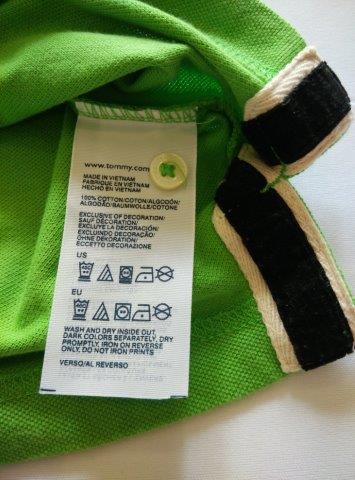 www.tommy.com
MADE IN VIETNAM
FABRIQUE EN VIETNAM
HECHO EN VIETNAM
100% COTTON/COTON/ALGODÓN/
ALGODÃO/BAUMWOLLE/COTONE
EXCLUSIVE OF DECORATION/
SAUF DÉCORATION/
EXCLUYE LA DECORACIÓN/
EXCLUINDO DECORAÇÃO/
OHNE DEKORATION/
ECCETTO DECORAZIONE
US
EU
WASH AND DRY INSIDE OUT,
DARK COLORS SEPARATELY, DRY
PROMPTLY, IRON ON REVERSE
ONLY, DO NOT IRON PRINTS
VERSO/AL REVERSO